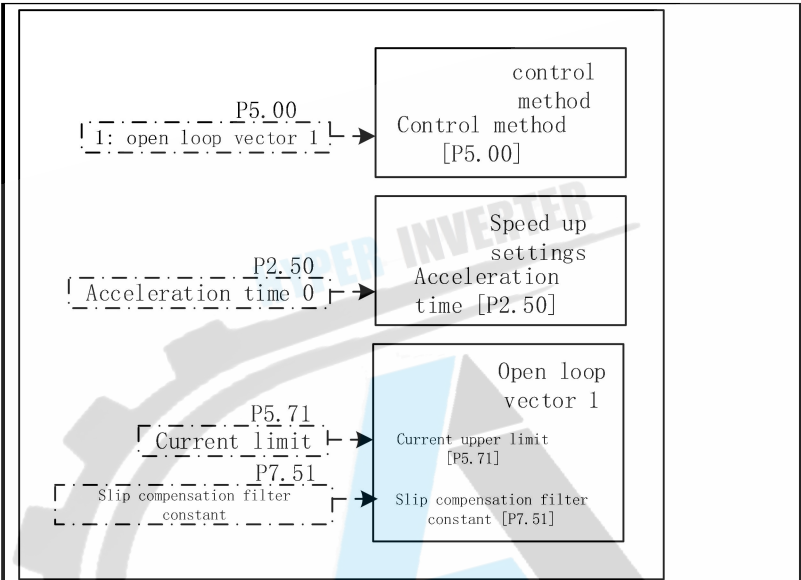 control
method
P5.00
1: open loop vector 1
Control method
[P5.00]
HYPER INVERTER
Speed up
settings
P2.50
Acceleration time 0
Acceleration
time [P2.50]
Open loop
vector 1
P5.71
Current limit
Current upper limit
[P5.71]
P7.51
Slip compensation filter
constant
Slip compensation filter
constant [P7.51]